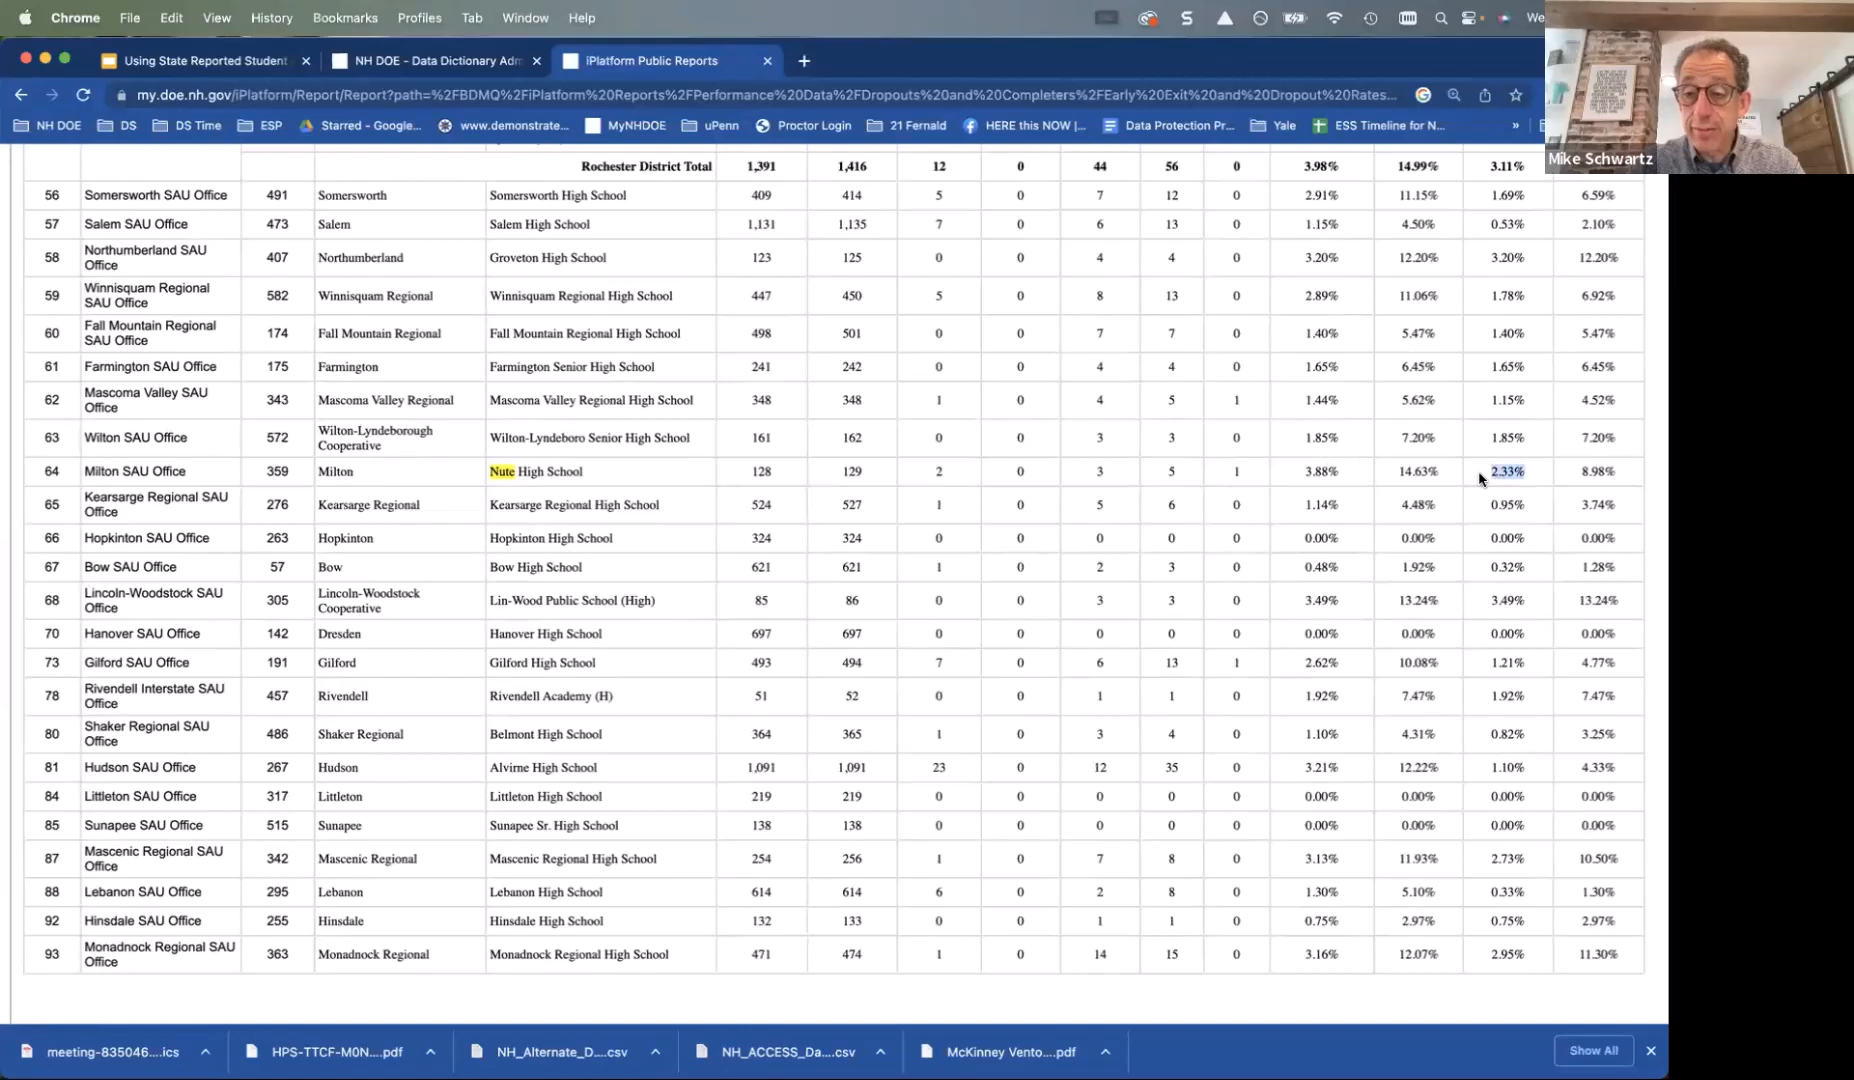 Chrome File Edit View History Bookmarks Profiles Tab Window Help We
Using State Reported Student NH DOE - Data Dictionary Adm iPlatform Public Reports
my.doe.nh.gov/iPlatform/Report/Report?path=%2FBDMQ%2FiPlatform%20Reports%2FPerformance%20Data%2FDropouts%20and%20Completers%2FEarly%20Exit%20and%20Dropout%20Rates...
NH DOE DS DS Time ESP Starred - Google... www.demonstrate... MyNHDOE uPenn Proctor Login 21 Fernald HERE this NOW |... Data Protection Pr... Yale ESS Timeline for N... »
Mike Schwartz
Rochester District Total 1,391 1,416 12 0 44 56 0 3.98% 14.99% 3.11%
56 Somersworth SAU Office 491 Somersworth Somersworth High School 409 414 5 0 7 12 0 2.91% 11.15% 1.69% 6.59%
57 Salem SAU Office 473 Salem Salem High School 1,131 1,135 7 0 6 13 0 1.15% 4.50% 0.53% 2.10%
58 Northumberland SAU Office 407 Northumberland Groveton High School 123 125 0 0 4 4 0 3.20% 12.20% 3.20% 12.20%
59 Winnisquam Regional SAU Office 582 Winnisquam Regional Winnisquam Regional High School 447 450 5 0 8 13 0 2.89% 11.06% 1.78% 6.92%
60 Fall Mountain Regional SAU Office 174 Fall Mountain Regional Fall Mountain Regional High School 498 501 0 0 7 7 0 1.40% 5.47% 1.40% 5.47%
61 Farmington SAU Office 175 Farmington Farmington Senior High School 241 242 0 0 4 4 0 1.65% 6.45% 1.65% 6.45%
62 Mascoma Valley SAU Office 343 Mascoma Valley Regional Mascoma Valley Regional High School 348 348 1 0 4 5 1 1.44% 5.62% 1.15% 4.52%
63 Wilton SAU Office 572 Wilton-Lyndeborough Cooperative Wilton-Lyndeboro Senior High School 161 162 0 0 3 3 0 1.85% 7.20% 1.85% 7.20%
64 Milton SAU Office 359 Milton Nute High School 128 129 2 0 3 5 1 3.88% 14.63% 2.33% 8.98%
65 Kearsarge Regional SAU Office 276 Kearsarge Regional Kearsarge Regional High School 524 527 1 0 5 6 0 1.14% 4.48% 0.95% 3.74%
66 Hopkinton SAU Office 263 Hopkinton Hopkinton High School 324 324 0 0 0 0 0 0.00% 0.00% 0.00% 0.00%
67 Bow SAU Office 57 Bow Bow High School 621 621 1 0 2 3 0 0.48% 1.92% 0.32% 1.28%
68 Lincoln-Woodstock SAU Office 305 Lincoln-Woodstock Cooperative Lin-Wood Public School (High) 85 86 0 0 3 3 0 3.49% 13.24% 3.49% 13.24%
70 Hanover SAU Office 142 Dresden Hanover High School 697 697 0 0 0 0 0 0.00% 0.00% 0.00% 0.00%
73 Gilford SAU Office 191 Gilford Gilford High School 493 494 7 0 6 13 1 2.62% 10.08% 1.21% 4.77%
78 Rivendell Interstate SAU Office 457 Rivendell Rivendell Academy (H) 51 52 0 0 1 1 0 1.92% 7.47% 1.92% 7.47%
80 Shaker Regional SAU Office 486 Shaker Regional Belmont High School 364 365 1 0 3 4 0 1.10% 4.31% 0.82% 3.25%
81 Hudson SAU Office 267 Hudson Alvirne High School 1,091 1,091 23 0 12 35 0 3.21% 12.22% 1.10% 4.33%
84 Littleton SAU Office 317 Littleton Littleton High School 219 219 0 0 0 0 0 0.00% 0.00% 0.00% 0.00%
85 Sunapee SAU Office 515 Sunapee Sunapee Sr. High School 138 138 0 0 0 0 0 0.00% 0.00% 0.00% 0.00%
87 Mascenic Regional SAU Office 342 Mascenic Regional Mascenic Regional High School 254 256 1 0 7 8 0 3.13% 11.93% 2.73% 10.50%
88 Lebanon SAU Office 295 Lebanon Lebanon High School 614 614 6 0 2 8 0 1.30% 5.10% 0.33% 1.30%
92 Hinsdale SAU Office 255 Hinsdale Hinsdale High School 132 133 0 0 1 1 0 0.75% 2.97% 0.75% 2.97%
93 Monadnock Regional SAU Office 363 Monadnock Regional Monadnock Regional High School 471 474 1 0 14 15 0 3.16% 12.07% 2.95% 11.30%
meeting-835046....ics HPS-TTCF-M0N....pdf NH_Alternate_D....csv NH_ACCESS_Da....csv McKinney Vento....pdf Show All